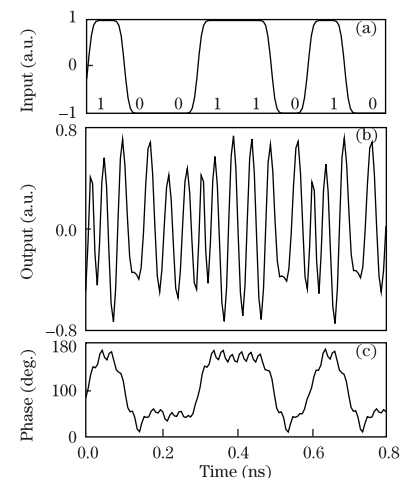 1
(a)
Input (a.u.)
0
1 0 0 1 1 0 1 0
−1
0.8
(b)
Output (a.u.)
0.0
−0.8
180
(c)
Phase (deg.)
100
0
0.0 0.2 0.4 0.6 0.8
Time (ns)